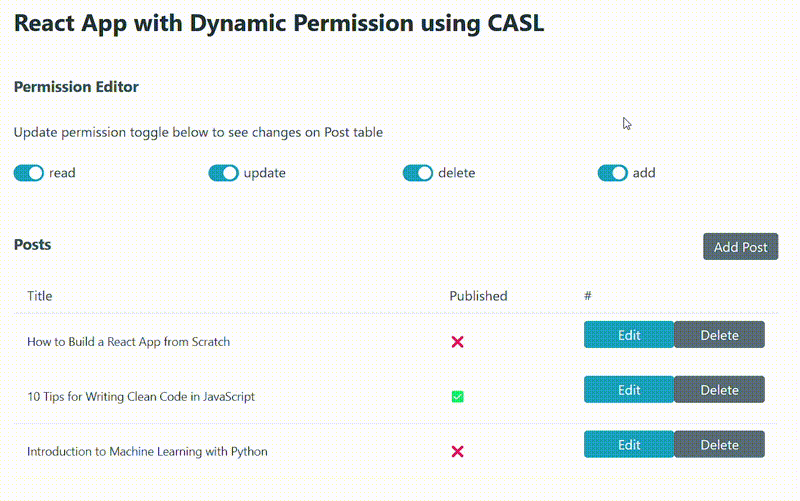 React App with Dynamic Permission using CASL
Permission Editor
Update permission toggle below to see changes on Post table
read update delete add
Posts Add Post
Title Published #
How to Build a React App from Scratch Edit Delete
10 Tips for Writing Clean Code in JavaScript Edit Delete
Introduction to Machine Learning with Python Edit Delete